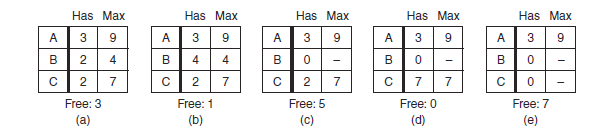 Has Max Has Max Has Max Has Max Has Max
A 3 9 A 3 9 A 3 9 A 3 9 A 3 9
B 2 4 B 4 4 B 0 – B 0 – B 0 –
C 2 7 C 2 7 C 2 7 C 7 7 C 0 –
Free: 3 Free: 1 Free: 5 Free: 0 Free: 7
(a) (b) (c) (d) (e)